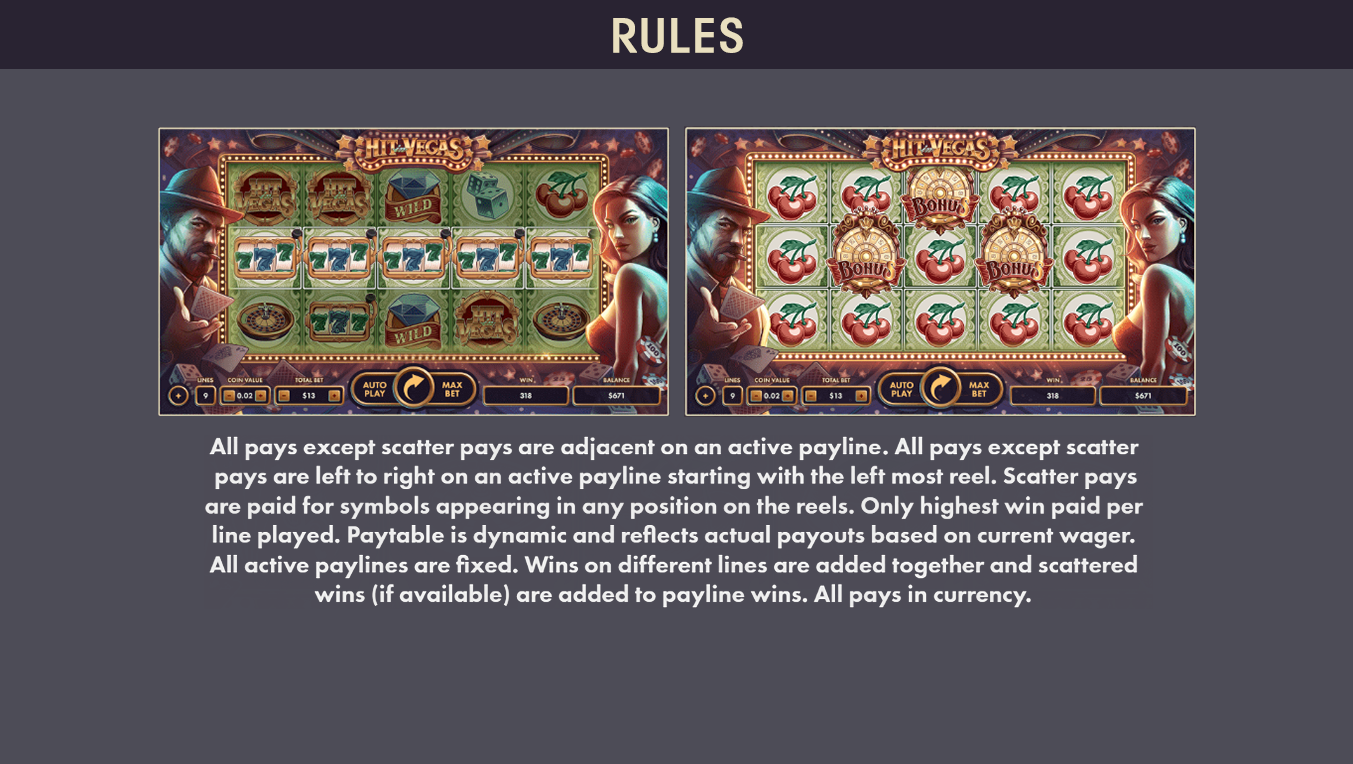 RULES
HIT IN VEGAS
HIT VEGAS
HIT VEGAS
WILD
777
777
777
777
777
777
WILD
HIT VEGAS
LINES
COIN VALUE
TOTAL BET
AUTO PLAY
MAX BET
WIN
BALANCE
9
0.02
$13
318
$671
HIT IN VEGAS
BONUS
BONUS
BONUS
LINES
COIN VALUE
TOTAL BET
AUTO PLAY
MAX BET
WIN
BALANCE
9
0.02
$13
318
$671
All pays except scatter pays are adjacent on an active payline. All pays except scatter
pays are left to right on an active payline starting with the left most reel. Scatter pays
are paid for symbols appearing in any position on the reels. Only highest win paid per
line played. Paytable is dynamic and reflects actual payouts based on current wager.
All active paylines are fixed. Wins on different lines are added together and scattered
wins (if available) are added to payline wins. All pays in currency.